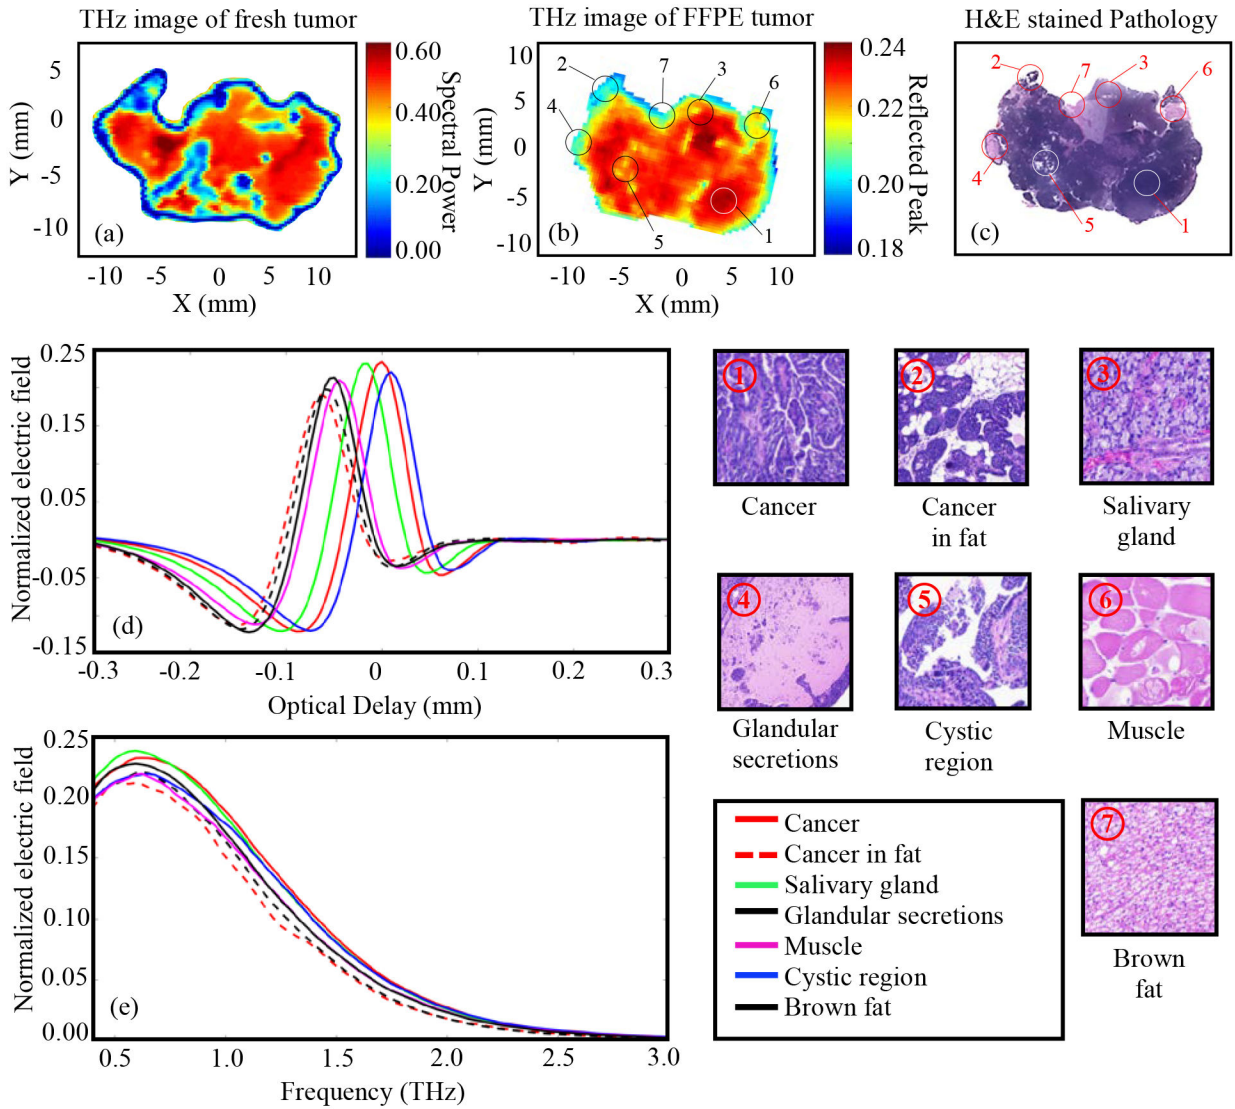 THz image of fresh tumor
THz image of FFPE tumor
H&E stained Pathology
Y (mm)
5
0
-5
-10
(a)
-10
-5
0
5
10
X (mm)
0.60
0.40
0.20
0.00
Spectral Power
Y (mm)
10
5
0
-5
-10
2
7
3
6
4
5
1
(b)
-10
-5
0
5
10
X (mm)
0.24
0.22
0.20
0.18
Reflected Peak
2
7
3
6
4
5
1
(c)
Normalized electric field
0.25
0.15
0.05
-0.05
-0.15
(d)
-0.3
-0.2
-0.1
0
0.1
0.2
0.3
Optical Delay (mm)
1
Cancer
2
Cancer
in fat
3
Salivary
gland
4
Glandular
secretions
5
Cystic
region
6
Muscle
7
Brown
fat
Normalized electric field
0.25
0.20
0.15
0.10
0.05
0.00
(e)
0.5
1.0
1.5
2.0
2.5
3.0
Frequency (THz)
Cancer
Cancer in fat
Salivary gland
Glandular secretions
Muscle
Cystic region
Brown fat